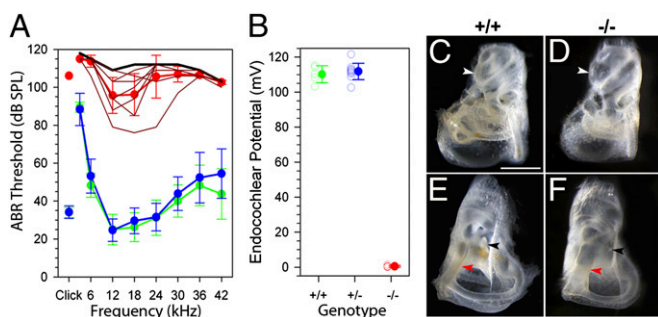 A
ABR Threshold (dB SPL)
120
100
80
60
40
20
0
Click 6 12 18 24 30 36 42
Frequency (kHz)
B
Endocochlear Potential (mV)
120
100
80
60
40
20
0
+/+ +/- -/-
Genotype
+/+ -/-
C
D
E
F